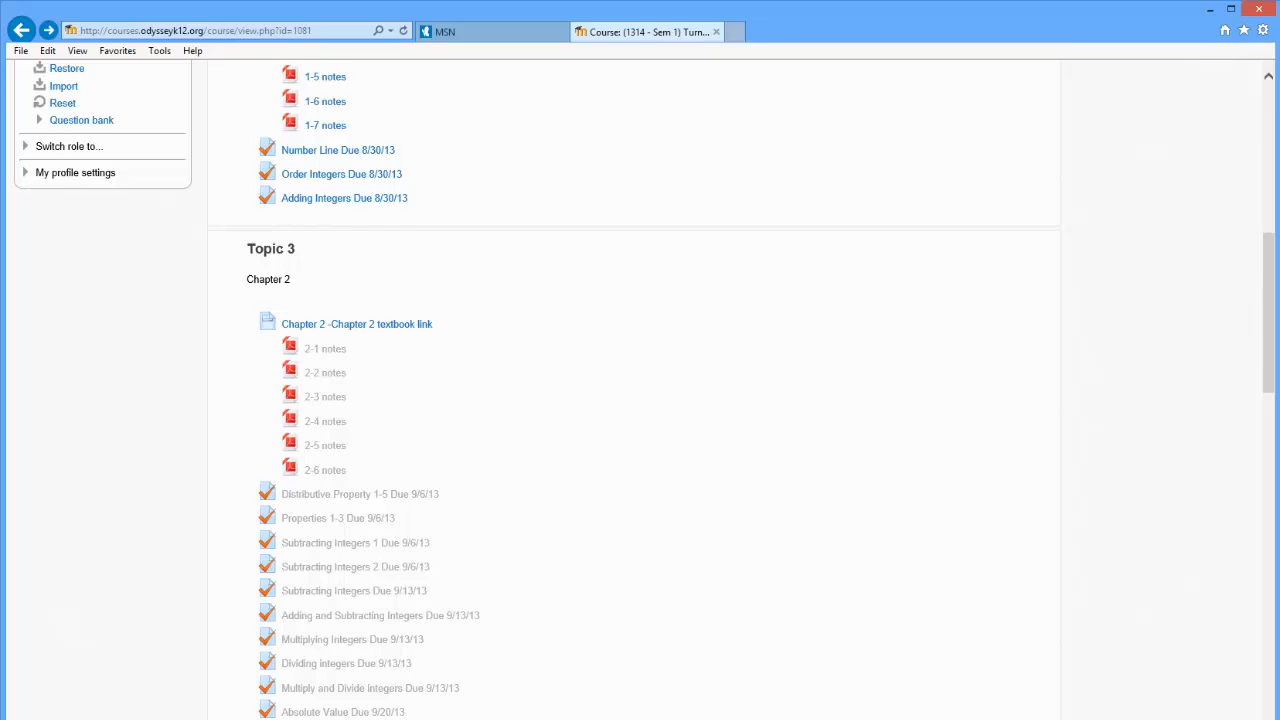 http://courses.odysseyk12.org/course/view.php?id=1081
MSN
Course: (1314 - Sem 1) Turn...
File Edit View Favorites Tools Help
Restore
Import
Reset
Question bank
Switch role to...
My profile settings
1-5 notes
1-6 notes
1-7 notes
Number Line Due 8/30/13
Order Integers Due 8/30/13
Adding Integers Due 8/30/13
Topic 3
Chapter 2
Chapter 2 -Chapter 2 textbook link
2-1 notes
2-2 notes
2-3 notes
2-4 notes
2-5 notes
2-6 notes
Distributive Property 1-5 Due 9/6/13
Properties 1-3 Due 9/6/13
Subtracting Integers 1 Due 9/6/13
Subtracting Integers 2 Due 9/6/13
Subtracting Integers Due 9/13/13
Adding and Subtracting Integers Due 9/13/13
Multiplying Integers Due 9/13/13
Dividing integers Due 9/13/13
Multiply and Divide integers Due 9/13/13
Absolute Value Due 9/20/13